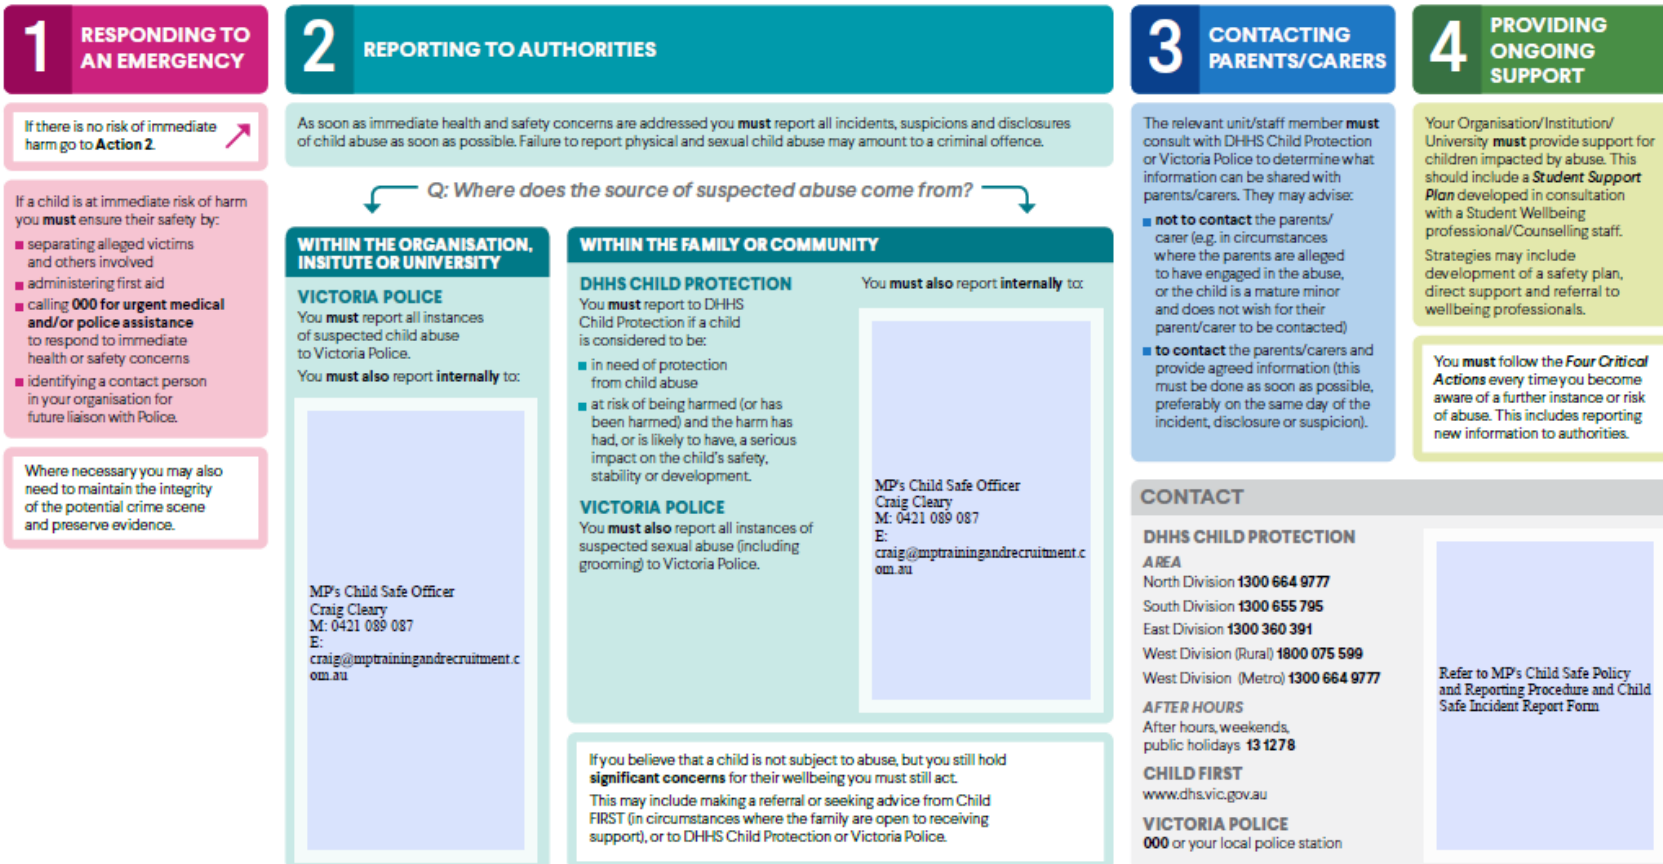 1 RESPONDING TO
AN EMERGENCY
If there is no risk of immediate
harm go to Action 2.
If a child is at immediate risk of harm
you must ensure their safety by:
separating alleged victims
and others involved
administering first aid
calling 000 for urgent medical
and/or police assistance
to respond to immediate
health or safety concerns
identifying a contact person
in your organisation for
future liaison with Police.
Where necessary you may also
need to maintain the integrity
of the potential crime scene
and preserve evidence.
2 REPORTING TO AUTHORITIES
As soon as immediate health and safety concerns are addressed you must report all incidents, suspicions and disclosures
of child abuse as soon as possible. Failure to report physical and sexual child abuse may amount to a criminal offence.
Q: Where does the source of suspected abuse come from?
WITHIN THE ORGANISATION,
INSITUTE OR UNIVERSITY
VICTORIA POLICE
You must report all instances
of suspected child abuse
to Victoria Police.
You must also report internally to:
MP's Child Safe Officer
Craig Cleary
M: 0421 089 087
E:
craig@mptrainingandrecruitment.c
om.au
WITHIN THE FAMILY OR COMMUNITY
DHHS CHILD PROTECTION
You must report to DHHS
Child Protection if a child
is considered to be:
in need of protection
from child abuse
at risk of being harmed (or has
been harmed) and the harm has
had, or is likely to have, a serious
impact on the child's safety,
stability or development.
VICTORIA POLICE
You must also report all instances of
suspected sexual abuse (including
grooming) to Victoria Police.
You must also report internally to:
MP's Child Safe Officer
Craig Cleary
M: 0421 089 087
E:
craig@mptrainingandrecruitment.c
om.au
If you believe that a child is not subject to abuse, but you still hold
significant concerns for their wellbeing you must still act.
This may include making a referral or seeking advice from Child
FIRST (in circumstances where the family are open to receiving
support), or to DHHS Child Protection or Victoria Police.
3 CONTACTING
PARENTS/CARERS
The relevant unit/staff member must
consult with DHHS Child Protection
or Victoria Police to determine what
information can be shared with
parents/carers. They may advise:
not to contact the parents/
carer (e.g. in circumstances
where the parents are alleged
to have engaged in the abuse,
or the child is a mature minor
and does not wish for their
parent/carer to be contacted)
to contact the parents/carers and
provide agreed information (this
must be done as soon as possible,
preferably on the same day of the
incident, disclosure or suspicion).
4 PROVIDING
ONGOING
SUPPORT
Your Organisation/Institution/
University must provide support for
children impacted by abuse. This
should include a Student Support
Plan developed in consultation
with a Student Wellbeing
professional/Counselling staff.
Strategies may include
development of a safety plan,
direct support and referral to
wellbeing professionals.
You must follow the Four Critical
Actions every time you become
aware of a further instance or risk
of abuse. This includes reporting
new information to authorities.
CONTACT
DHHS CHILD PROTECTION
AREA
North Division 1300 664 9777
South Division 1300 655 795
East Division 1300 360 391
West Division (Rural) 1800 075 599
West Division (Metro) 1300 664 9777
AFTER HOURS
After hours, weekends,
public holidays 13 1278
CHILD FIRST
www.dhs.vic.gov.au
VICTORIA POLICE
000 or your local police station
Refer to MP's Child Safe Policy
and Reporting Procedure and Child
Safe Incident Report Form